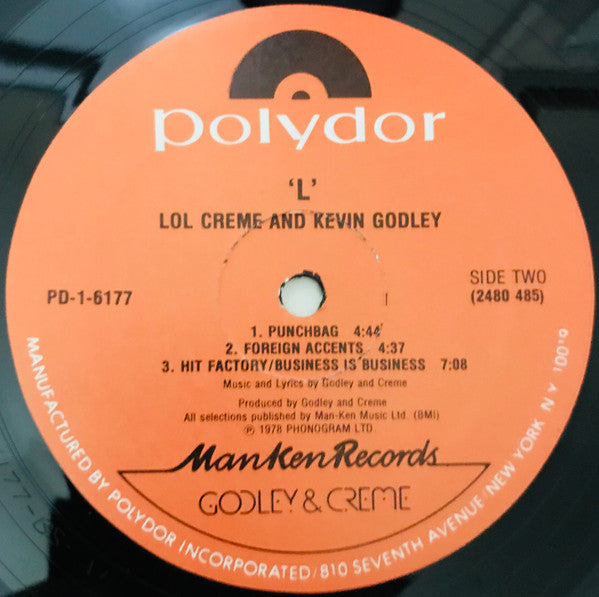 polydor
'L'
LOL CREME AND KEVIN GODLEY
PD-1-6177
SIDE TWO
(2480 485)
1. PUNCHBAG 4:44
2. FOREIGN ACCENTS 4:37
3. HIT FACTORY/BUSINESS IS BUSINESS 7:08
Music and Lyrics by Godley and Creme
Produced by Godley and Creme
All selections published by Man-Ken Music Ltd. (BMI)
℗ 1978 PHONOGRAM LTD.
ManKen Records
GODLEY & CREME
MANUFACTURED BY POLYDOR INCORPORATED/810 SEVENTH AVENUE/NEW YORK N Y 10019